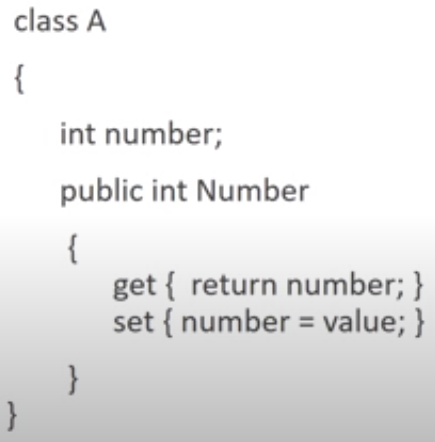 class A
{
int number;
public int Number
{
get { return number; }
set { number = value; }
}
}